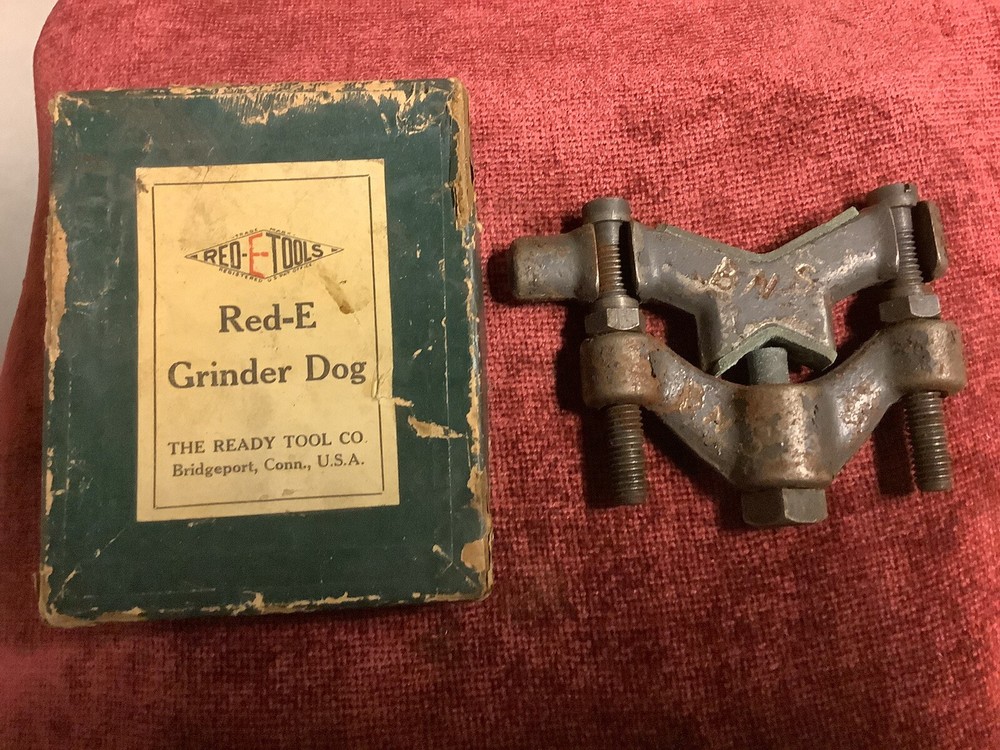 TRADE MARK
RED-E TOOLS
REGISTERED U.S. PAT. OFFICE
Red-E
Grinder Dog
THE READY TOOL CO.
Bridgeport, Conn., U.S.A.